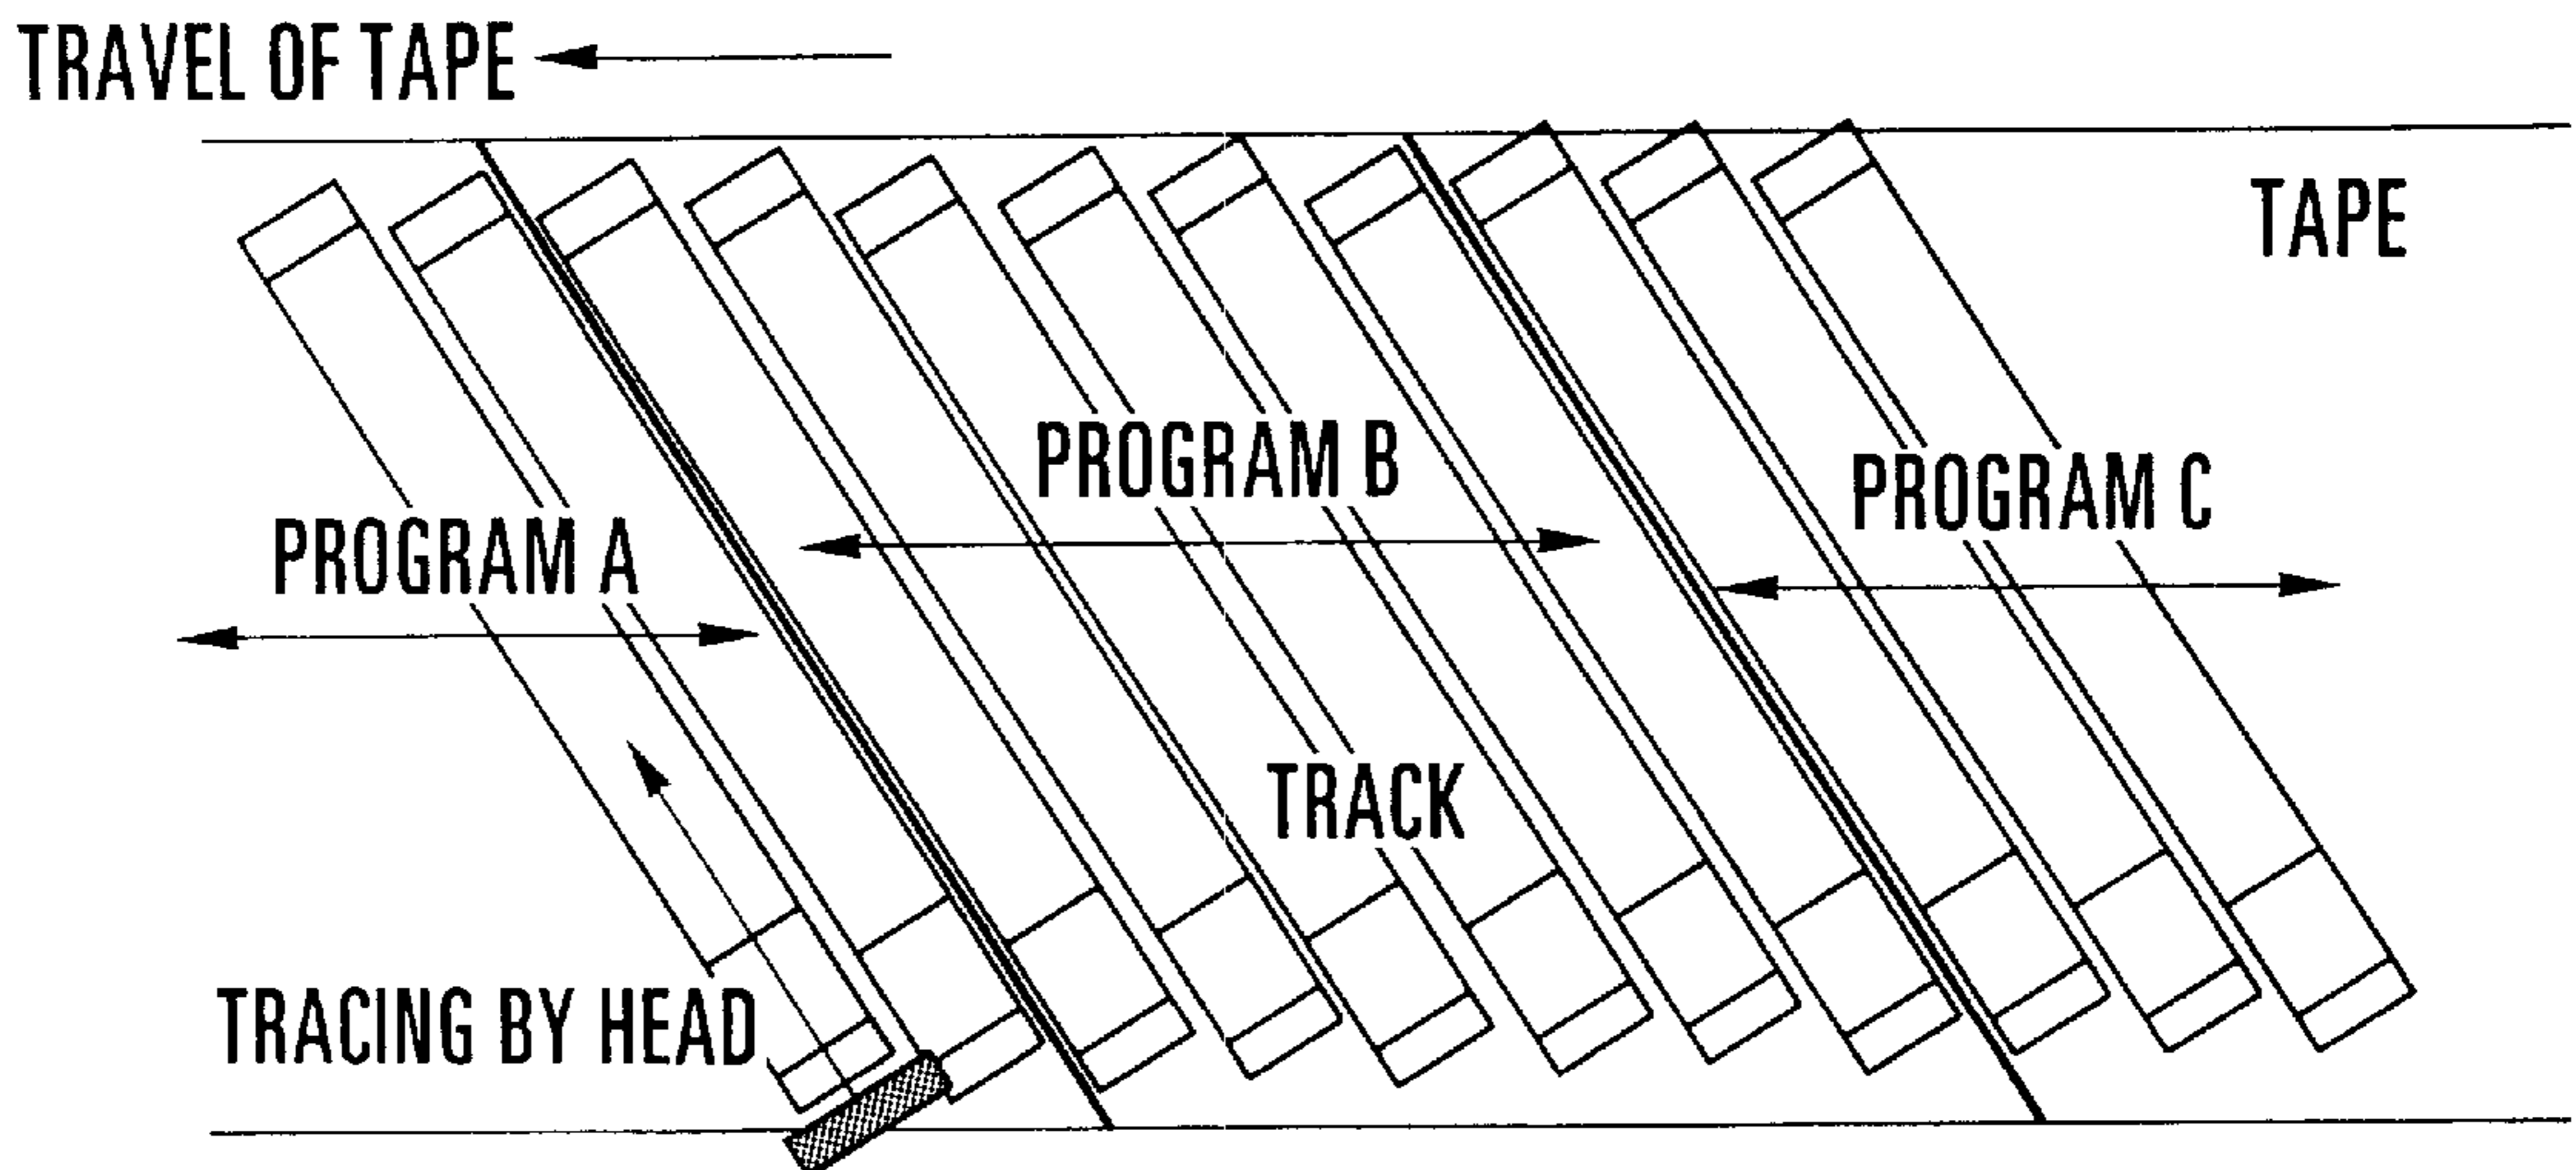 TRAVEL OF TAPE
TAPE
PROGRAM B
PROGRAM C
PROGRAM A
TRACK
TRACING BY HEAD